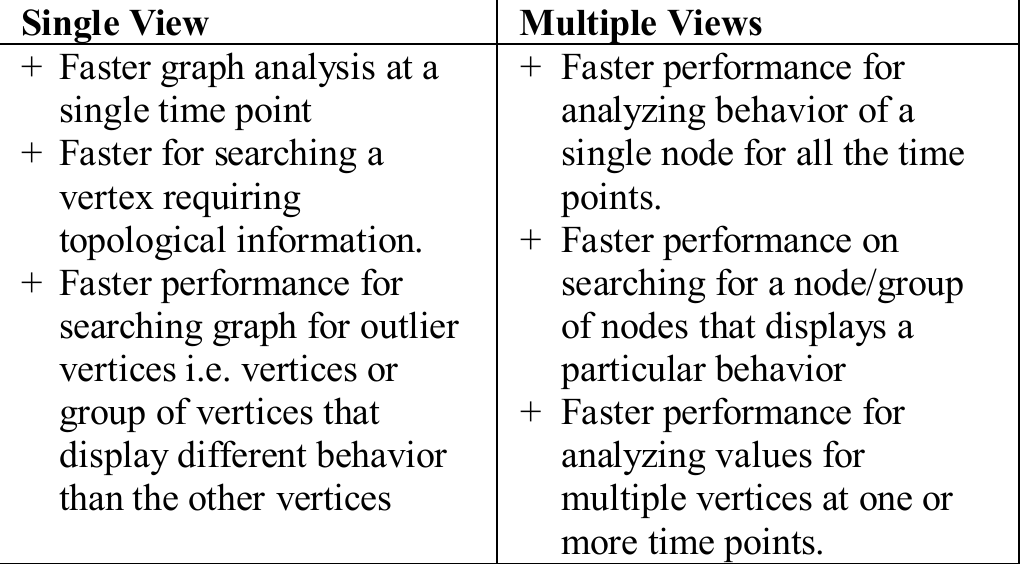 Single View
+ Faster graph analysis at a
single time point
+ Faster for searching a
vertex requiring
topological information.
+ Faster performance for
searching graph for outlier
vertices i.e. vertices or
group of vertices that
display different behavior
than the other vertices
Multiple Views
+ Faster performance for
analyzing behavior of a
single node for all the time
points.
+ Faster performance on
searching for a node/group
of nodes that displays a
particular behavior
+ Faster performance for
analyzing values for
multiple vertices at one or
more time points.